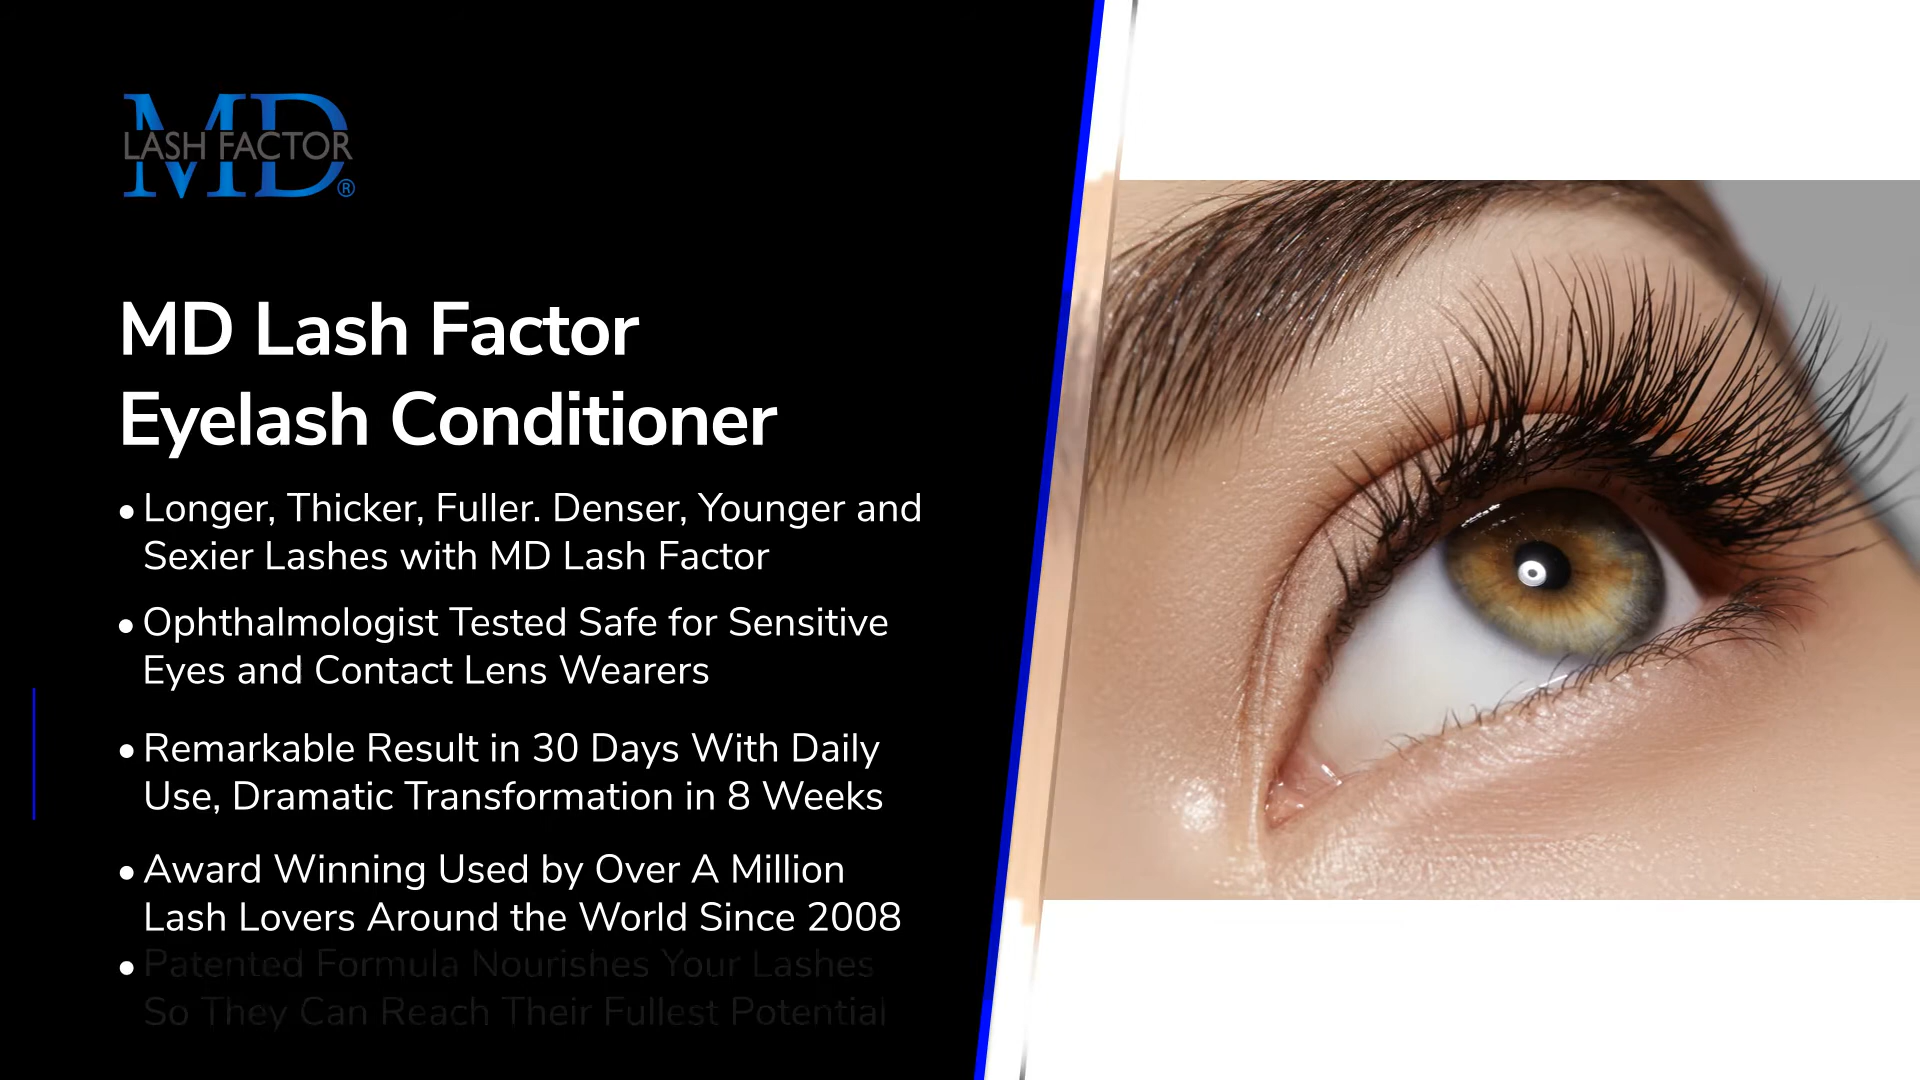 MD
LASH FACTOR
®
MD Lash Factor
Eyelash Conditioner
• Longer, Thicker, Fuller. Denser, Younger and
Sexier Lashes with MD Lash Factor
• Ophthalmologist Tested Safe for Sensitive
Eyes and Contact Lens Wearers
• Remarkable Result in 30 Days With Daily
Use, Dramatic Transformation in 8 Weeks
• Award Winning Used by Over A Million
Lash Lovers Around the World Since 2008
• Patented Formula Nourishes Your Lashes
So They Can Reach Their Fullest Potential